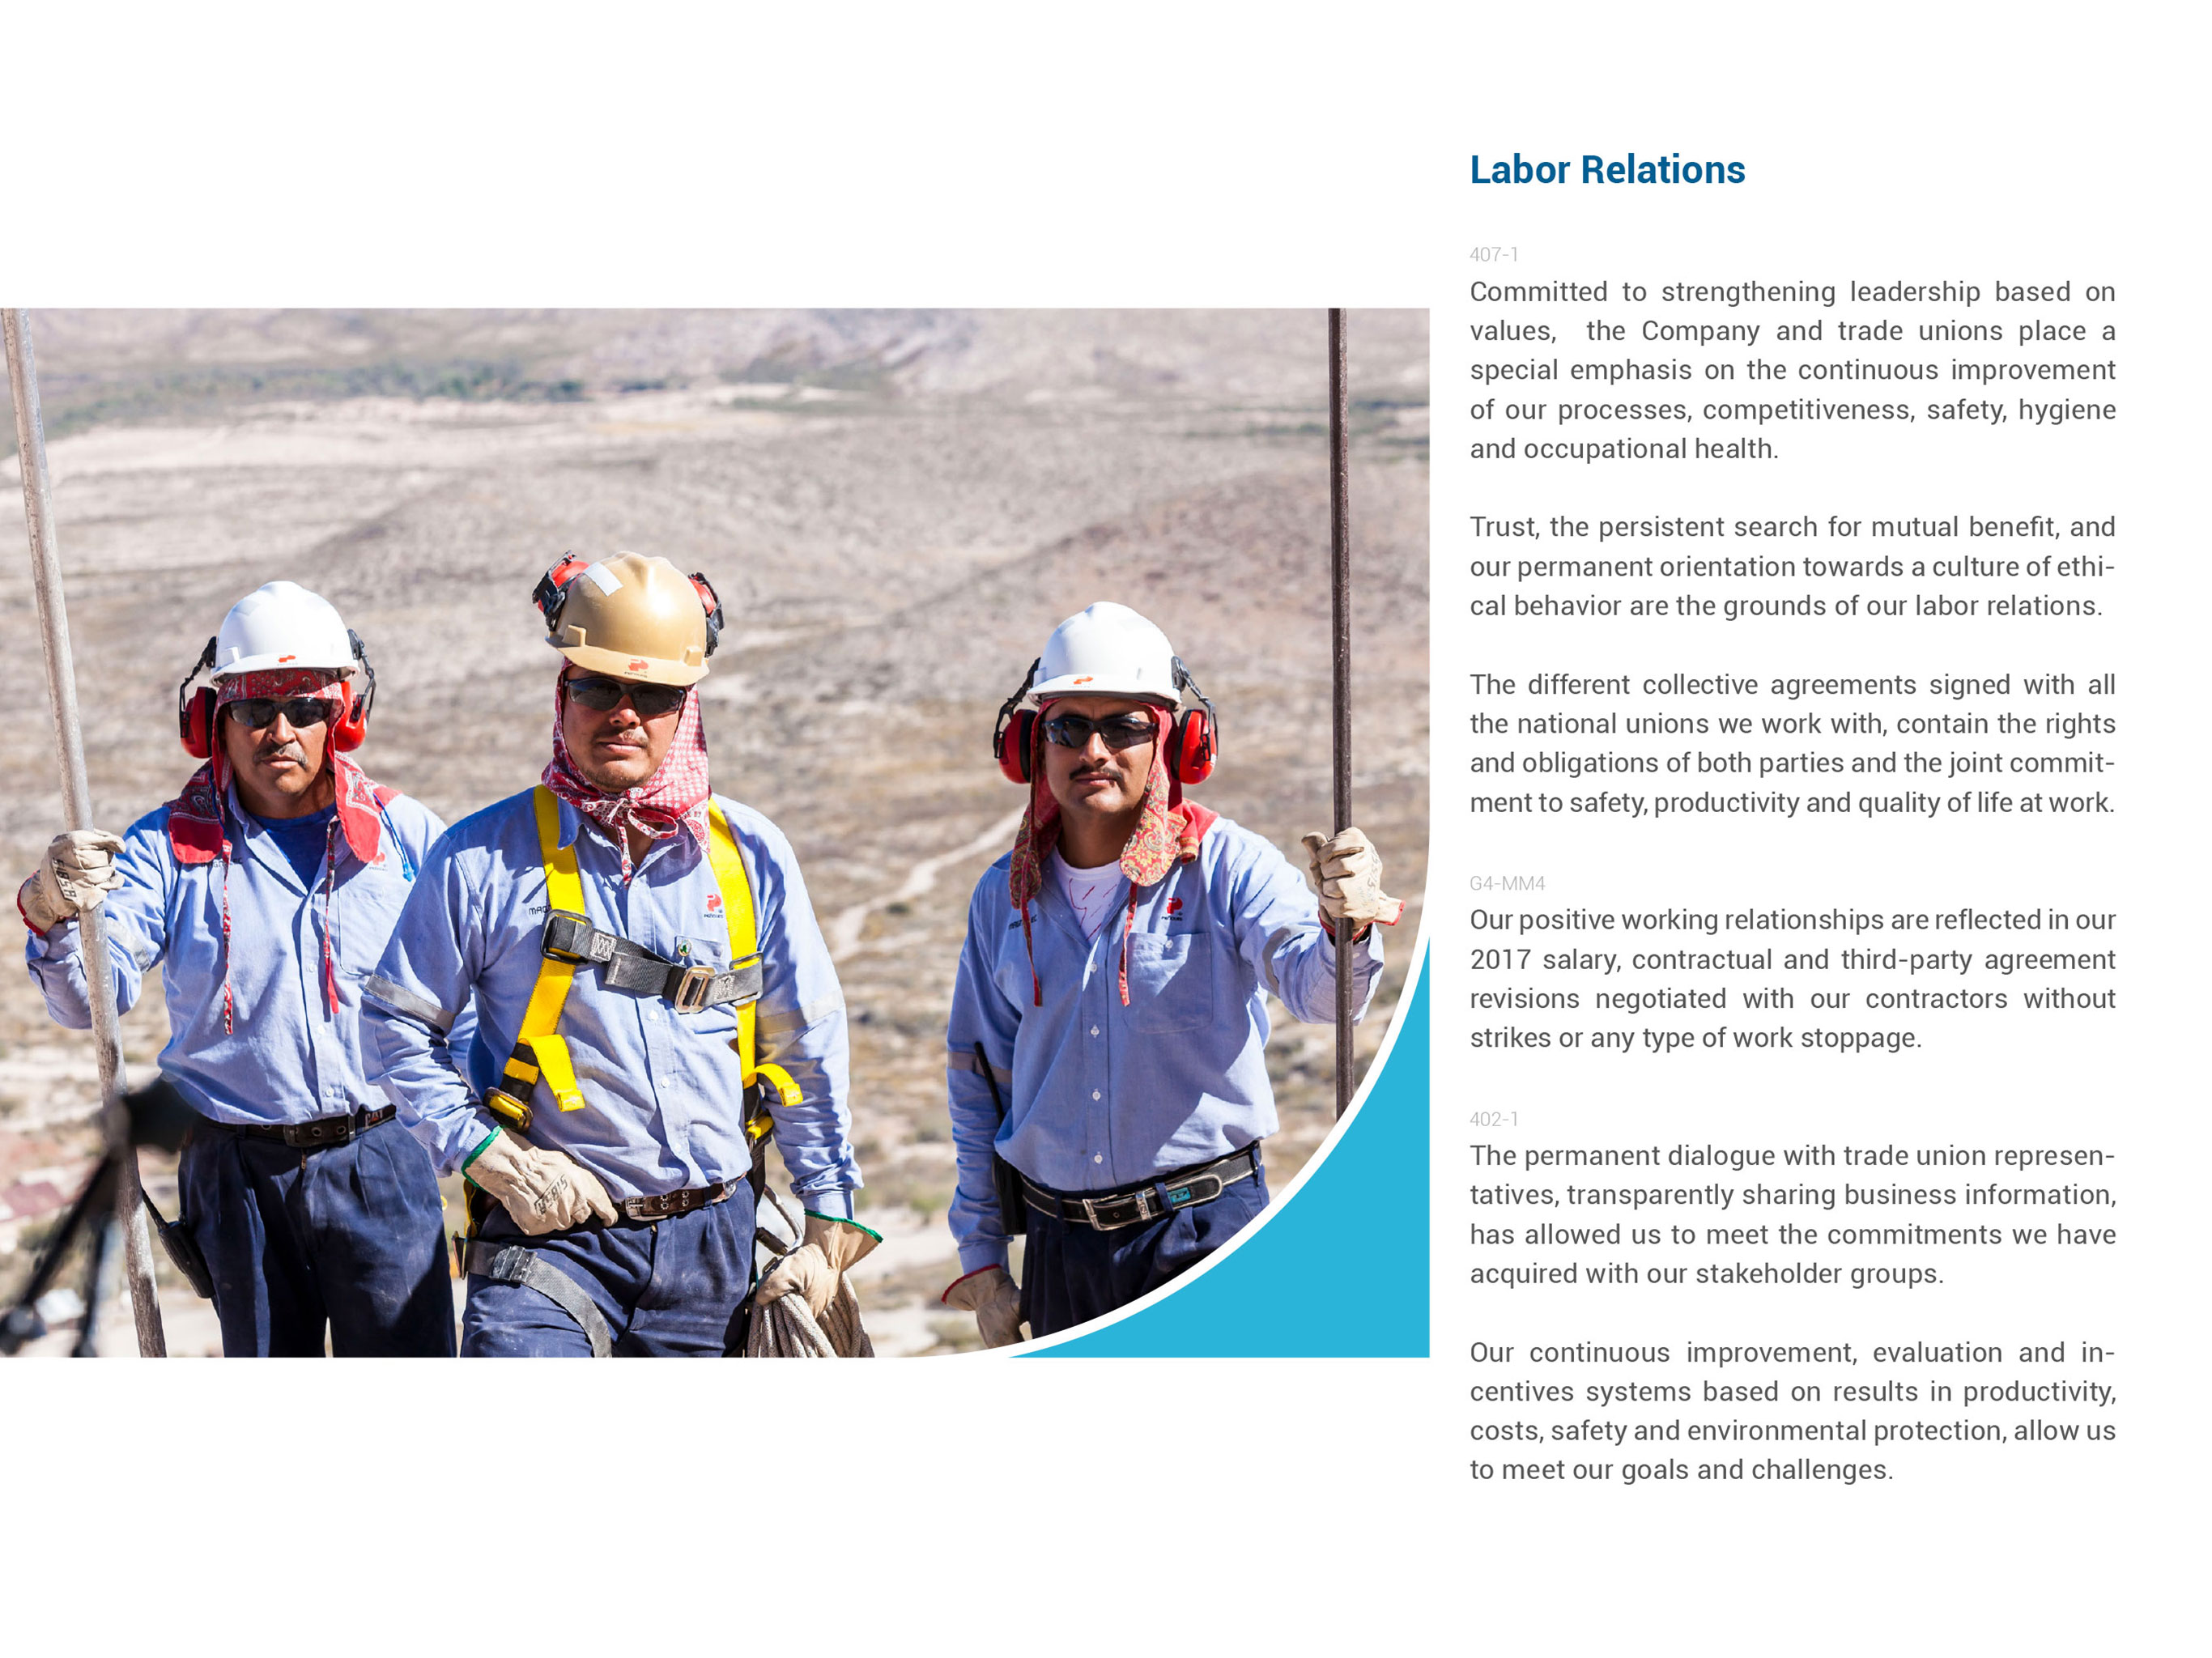 Labor Relations
407-1
Committed to strengthening leadership based on
values, the Company and trade unions place a
special emphasis on the continuous improvement
of our processes, competitiveness, safety, hygiene
and occupational health.
Trust, the persistent search for mutual benefit, and
our permanent orientation towards a culture of ethi-
cal behavior are the grounds of our labor relations.
The different collective agreements signed with all
the national unions we work with, contain the rights
and obligations of both parties and the joint commit-
ment to safety, productivity and quality of life at work.
G4-MM4
Our positive working relationships are reflected in our
2017 salary, contractual and third-party agreement
revisions negotiated with our contractors without
strikes or any type of work stoppage.
402-1
The permanent dialogue with trade union represen-
tatives, transparently sharing business information,
has allowed us to meet the commitments we have
acquired with our stakeholder groups.
Our continuous improvement, evaluation and in-
centives systems based on results in productivity,
costs, safety and environmental protection, allow us
to meet our goals and challenges.